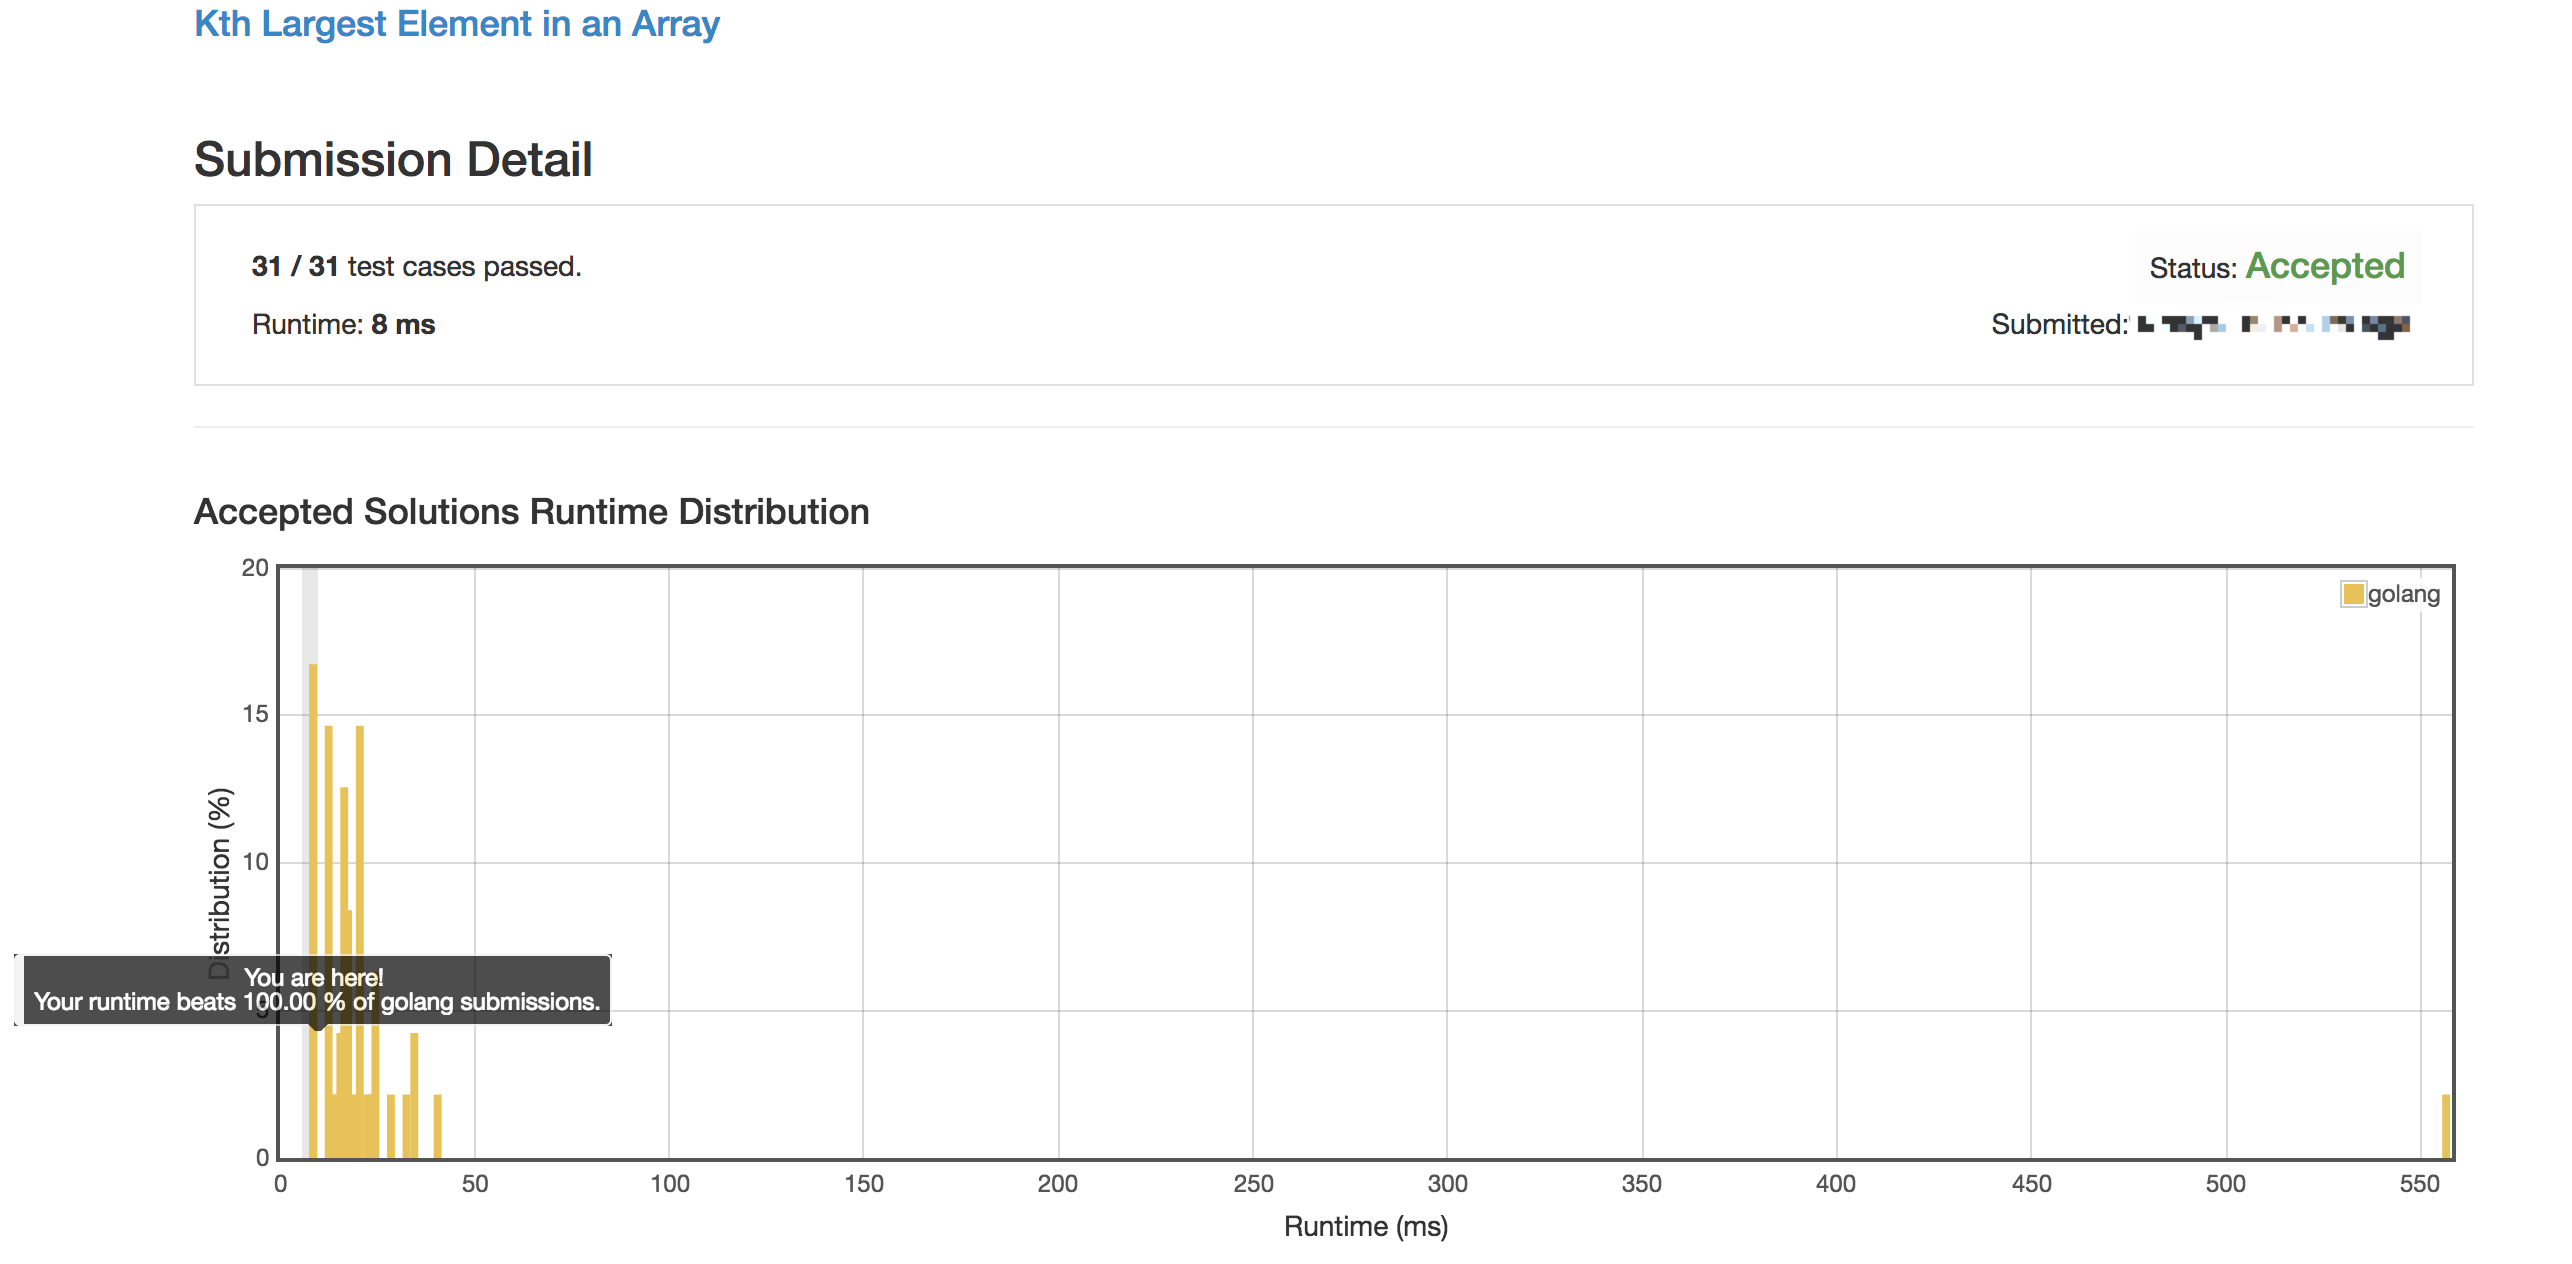 Kth Largest Element in an Array
Submission Detail
31 / 31 test cases passed.
Status: Accepted
Runtime: 8 ms
Submitted:
Accepted Solutions Runtime Distribution
20
15
10
5
0
golang
Distribution (%)
You are here!
Your runtime beats 100.00 % of golang submissions.
0 50 100 150 200 250 300 350 400 450 500 550
Runtime (ms)